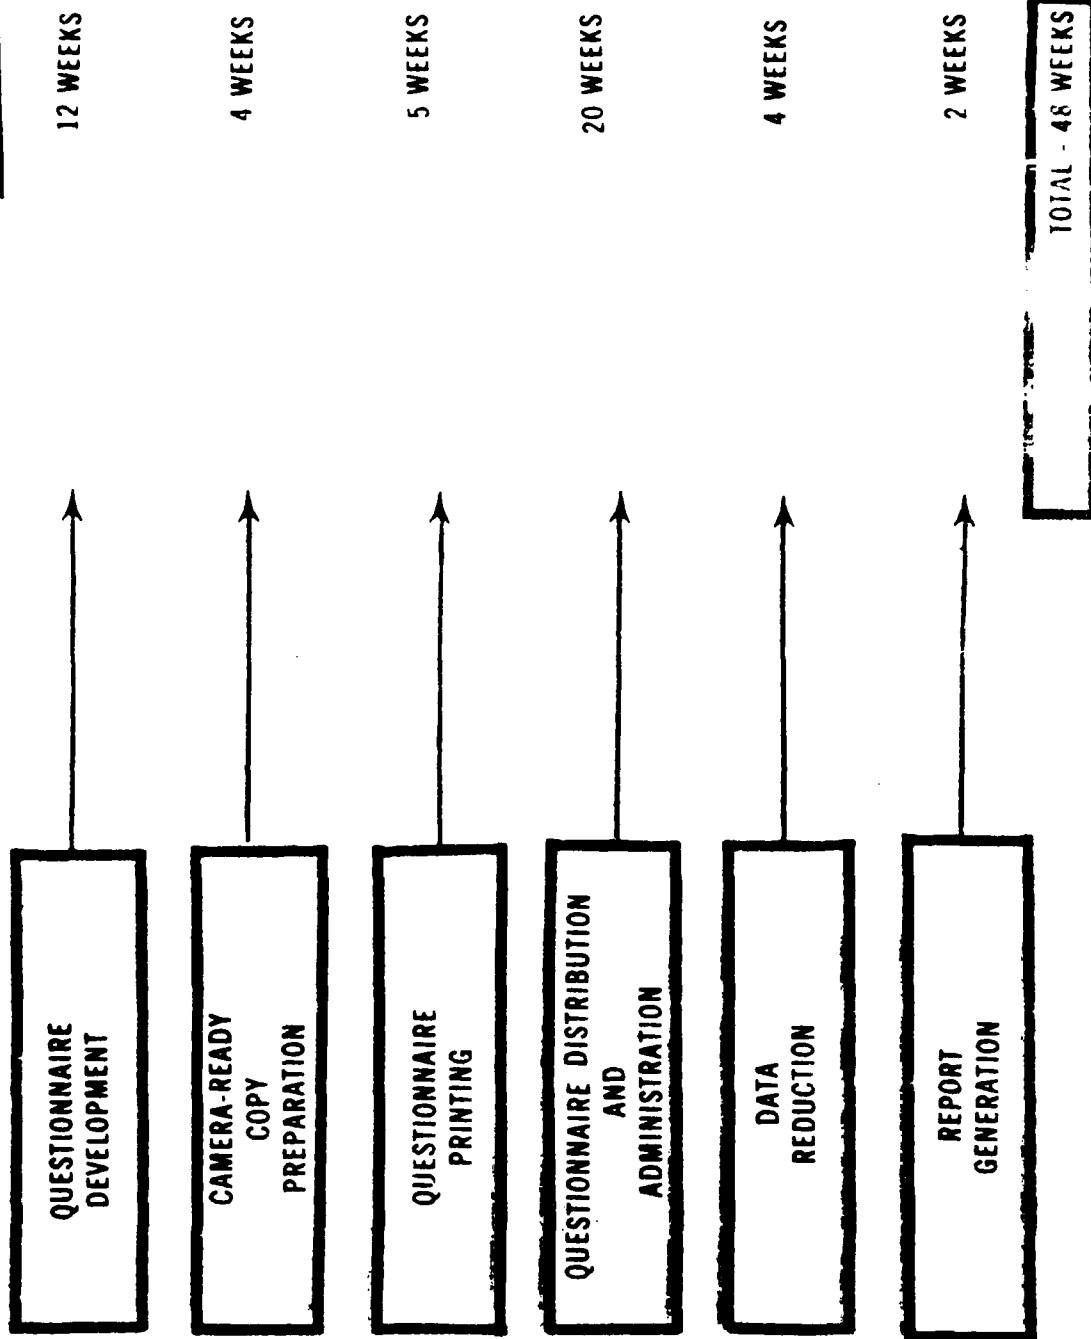 QUESTIONNAIRE
DEVELOPMENT
12 WEEKS
CAMERA-READY
COPY
PREPARATION
4 WEEKS
QUESTIONNAIRE
PRINTING
5 WEEKS
QUESTIONNAIRE DISTRIBUTION
AND
ADMINISTRATION
20 WEEKS
DATA
REDUCTION
4 WEEKS
REPORT
GENERATION
2 WEEKS
TOTAL - 48 WEEKS